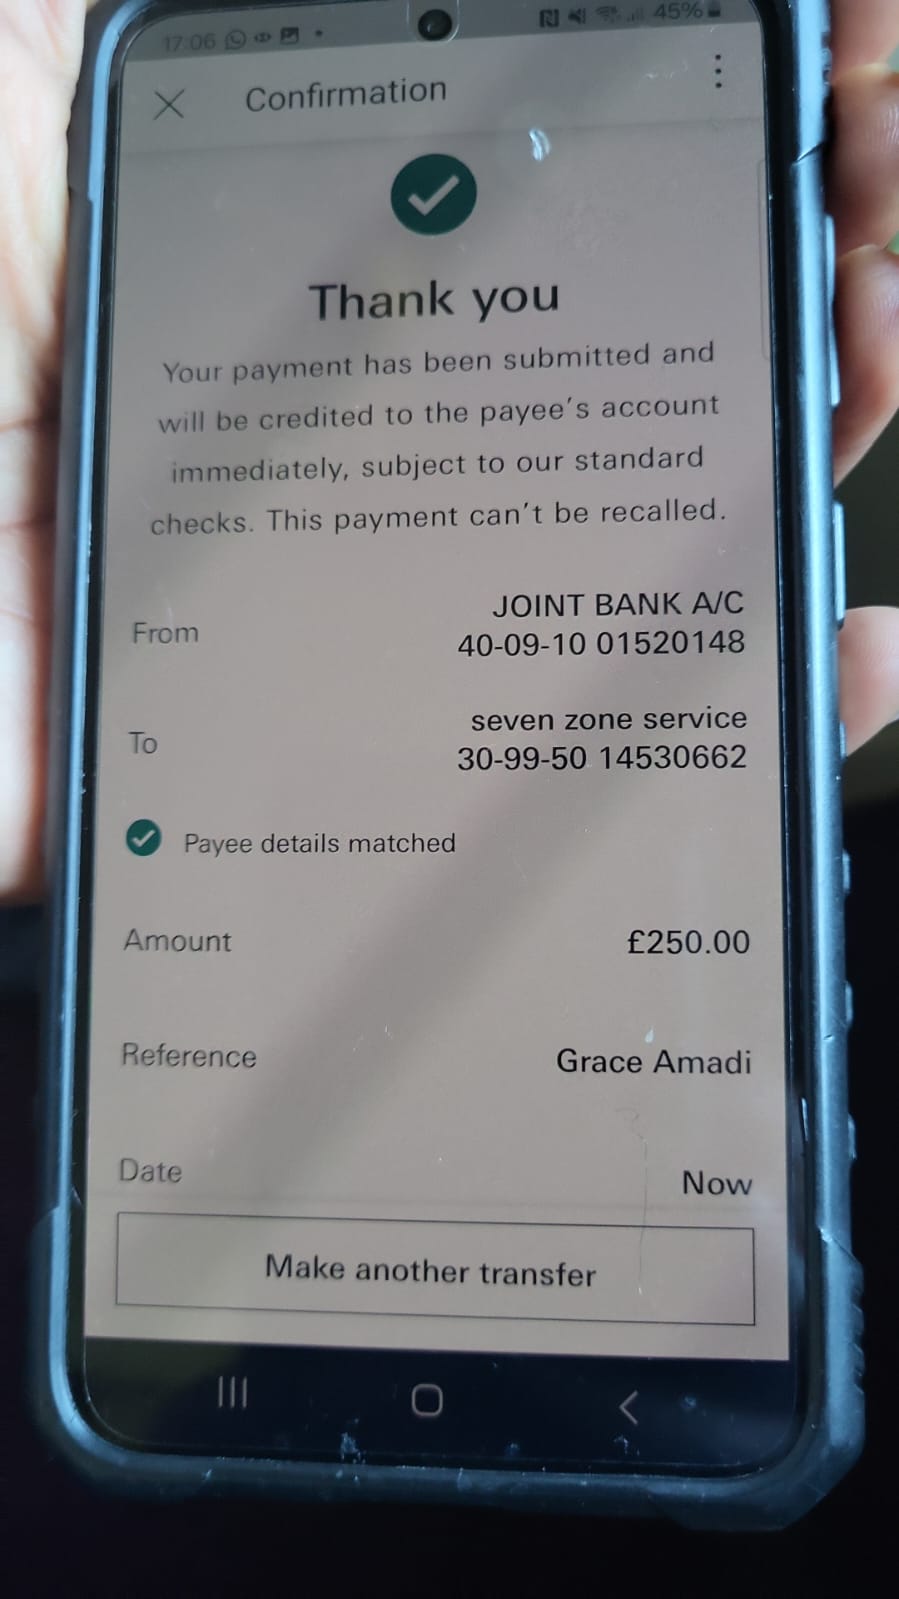 17:06
45%
Confirmation
Thank you
Your payment has been submitted and
will be credited to the payee's account
immediately, subject to our standard
checks. This payment can't be recalled.
From
JOINT BANK A/C
40-09-10 01520148
To
seven zone service
30-99-50 14530662
Payee details matched
Amount
£250.00
Reference
Grace Amadi
Date
Now
Make another transfer